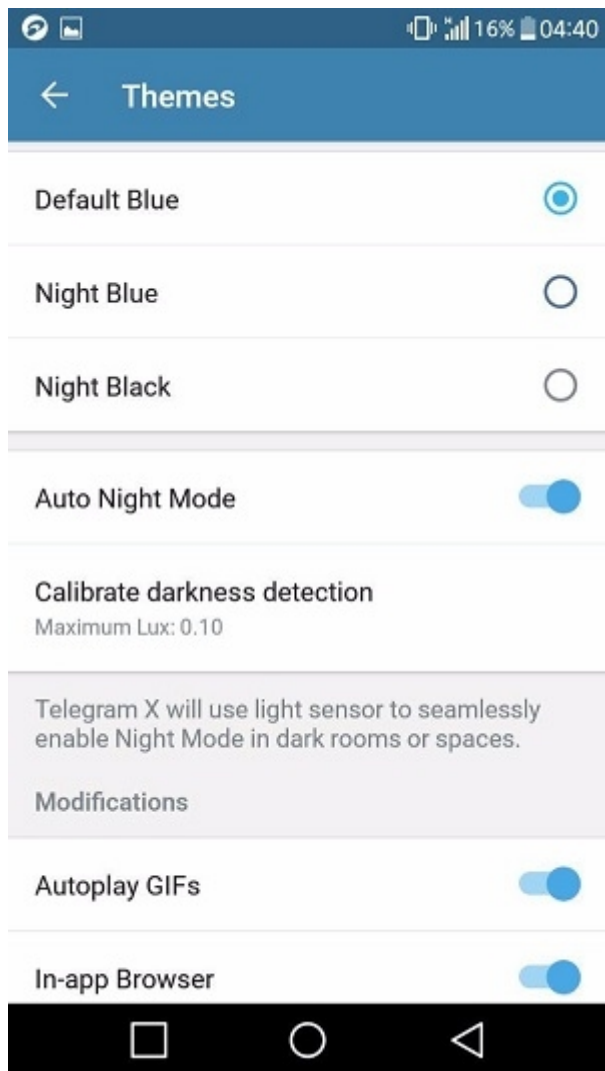 16% 04:40
Themes
Default Blue
Night Blue
Night Black
Auto Night Mode
Calibrate darkness detection
Maximum Lux: 0.10
Telegram X will use light sensor to seamlessly
enable Night Mode in dark rooms or spaces.
Modifications
Autoplay GIFs
In-app Browser